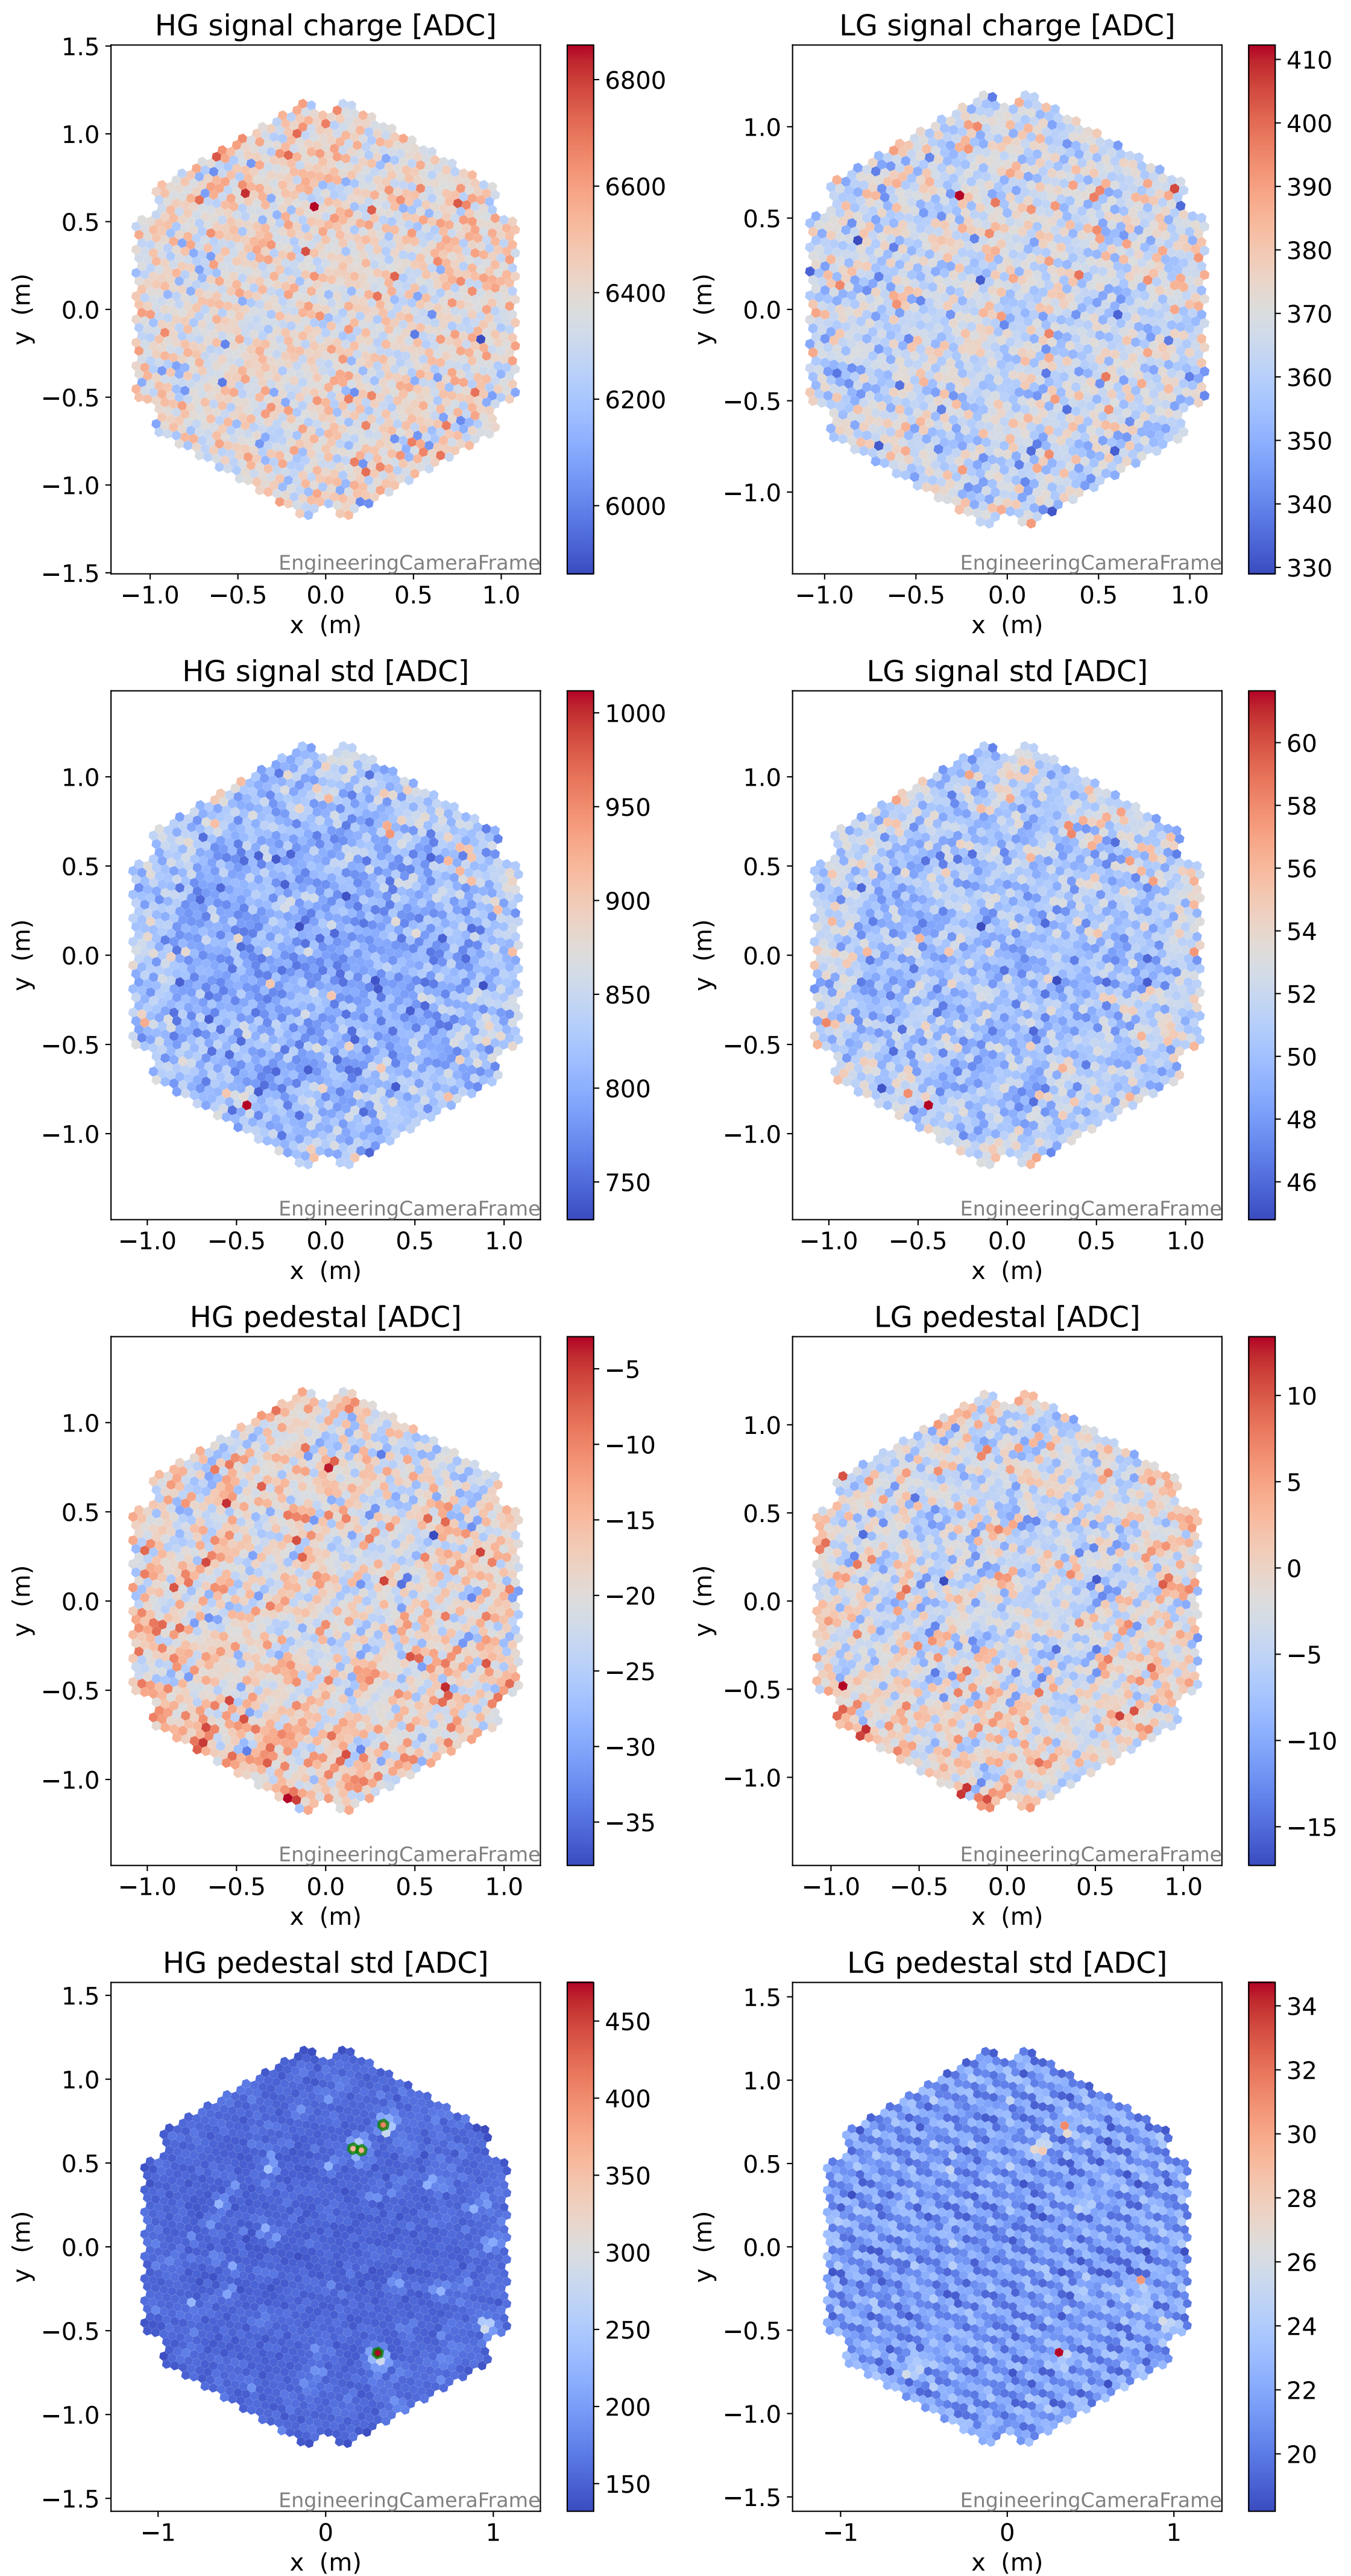 HG signal charge [ADC]
1.5
1.0
0.5
0.0
−0.5
−1.0
−1.5
y (m)
−1.0 −0.5 0.0 0.5 1.0
x (m)
EngineeringCameraFrame
6800
6600
6400
6200
6000
LG signal charge [ADC]
1.0
0.5
0.0
−0.5
−1.0
y (m)
−1.0 −0.5 0.0 0.5 1.0
x (m)
EngineeringCameraFrame
410
400
390
380
370
360
350
340
330
HG signal std [ADC]
1.0
0.5
0.0
−0.5
−1.0
y (m)
−1.0 −0.5 0.0 0.5 1.0
x (m)
EngineeringCameraFrame
1000
950
900
850
800
750
LG signal std [ADC]
1.0
0.5
0.0
−0.5
−1.0
y (m)
−1.0 −0.5 0.0 0.5 1.0
x (m)
EngineeringCameraFrame
60
58
56
54
52
50
48
46
HG pedestal [ADC]
1.0
0.5
0.0
−0.5
−1.0
y (m)
−1.0 −0.5 0.0 0.5 1.0
x (m)
EngineeringCameraFrame
−5
−10
−15
−20
−25
−30
−35
LG pedestal [ADC]
1.0
0.5
0.0
−0.5
−1.0
y (m)
−1.0 −0.5 0.0 0.5 1.0
x (m)
EngineeringCameraFrame
10
5
0
−5
−10
−15
HG pedestal std [ADC]
1.5
1.0
0.5
0.0
−0.5
−1.0
−1.5
y (m)
−1 0 1
x (m)
EngineeringCameraFrame
450
400
350
300
250
200
150
LG pedestal std [ADC]
1.5
1.0
0.5
0.0
−0.5
−1.0
−1.5
y (m)
−1 0 1
x (m)
EngineeringCameraFrame
34
32
30
28
26
24
22
20